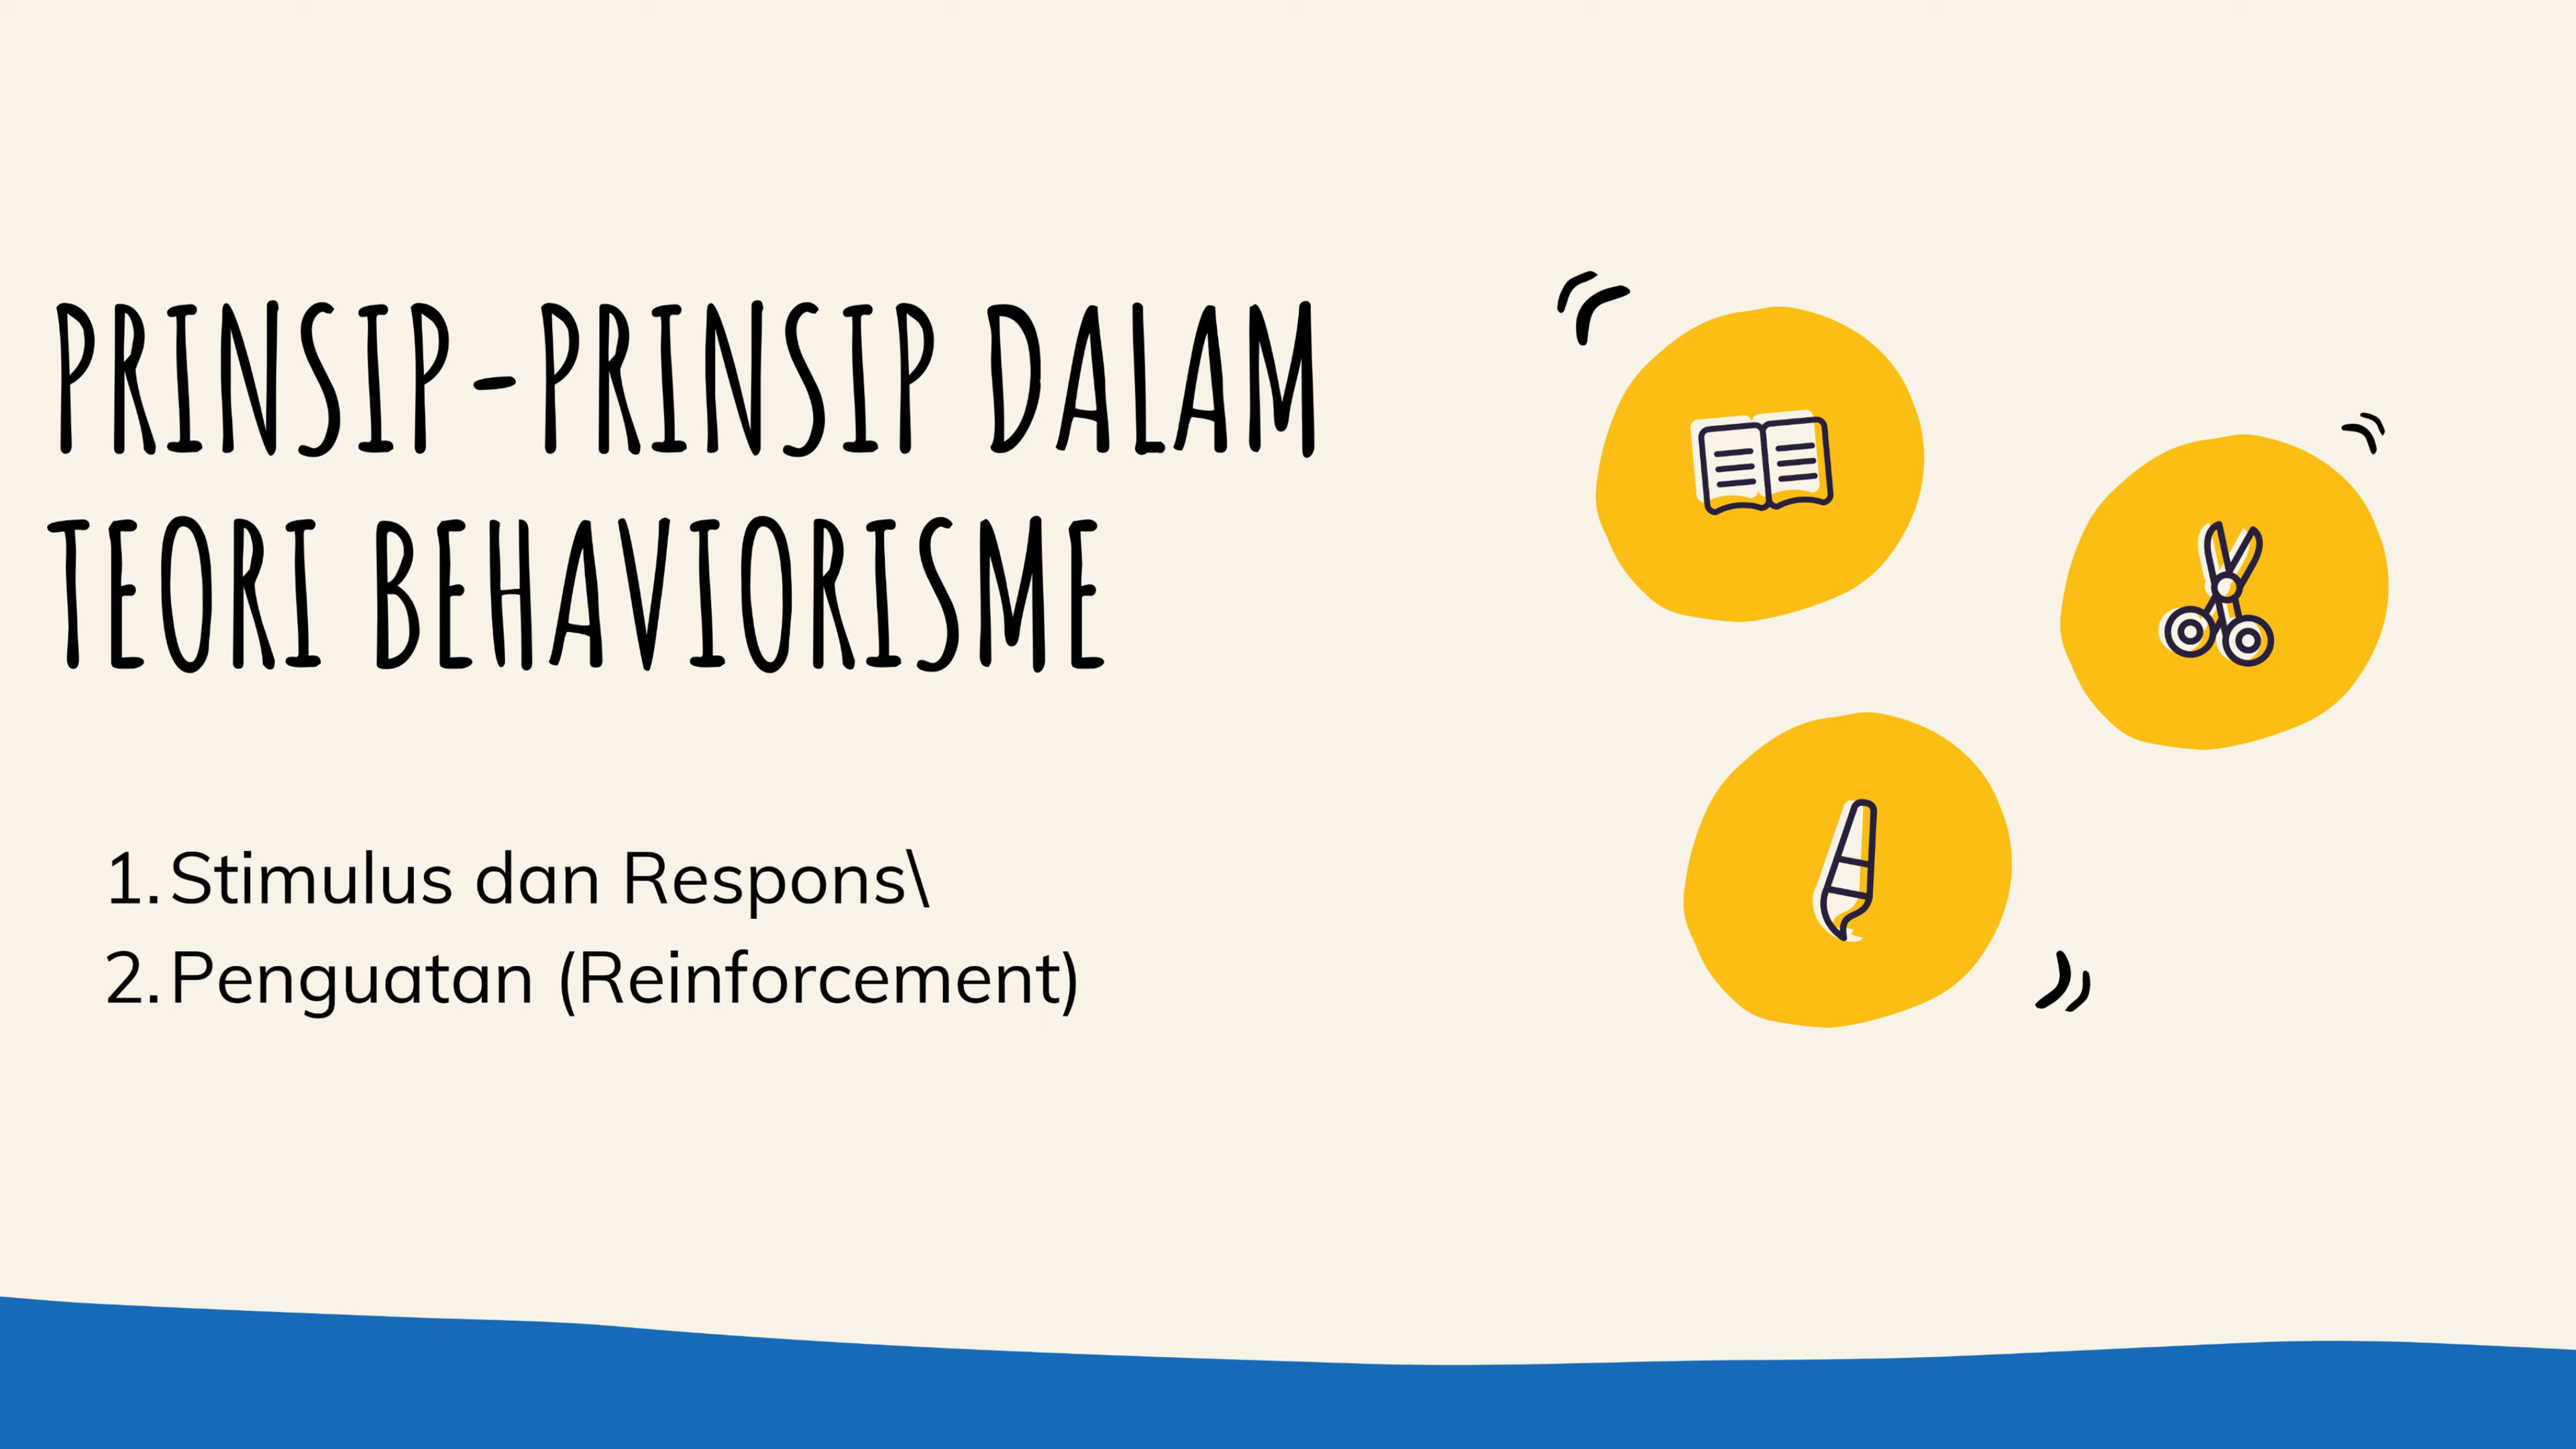 PRINSIP-PRINSIP DALAM
TEORI BEHAVIORISME
1. Stimulus dan Respons\
2. Penguatan (Reinforcement)